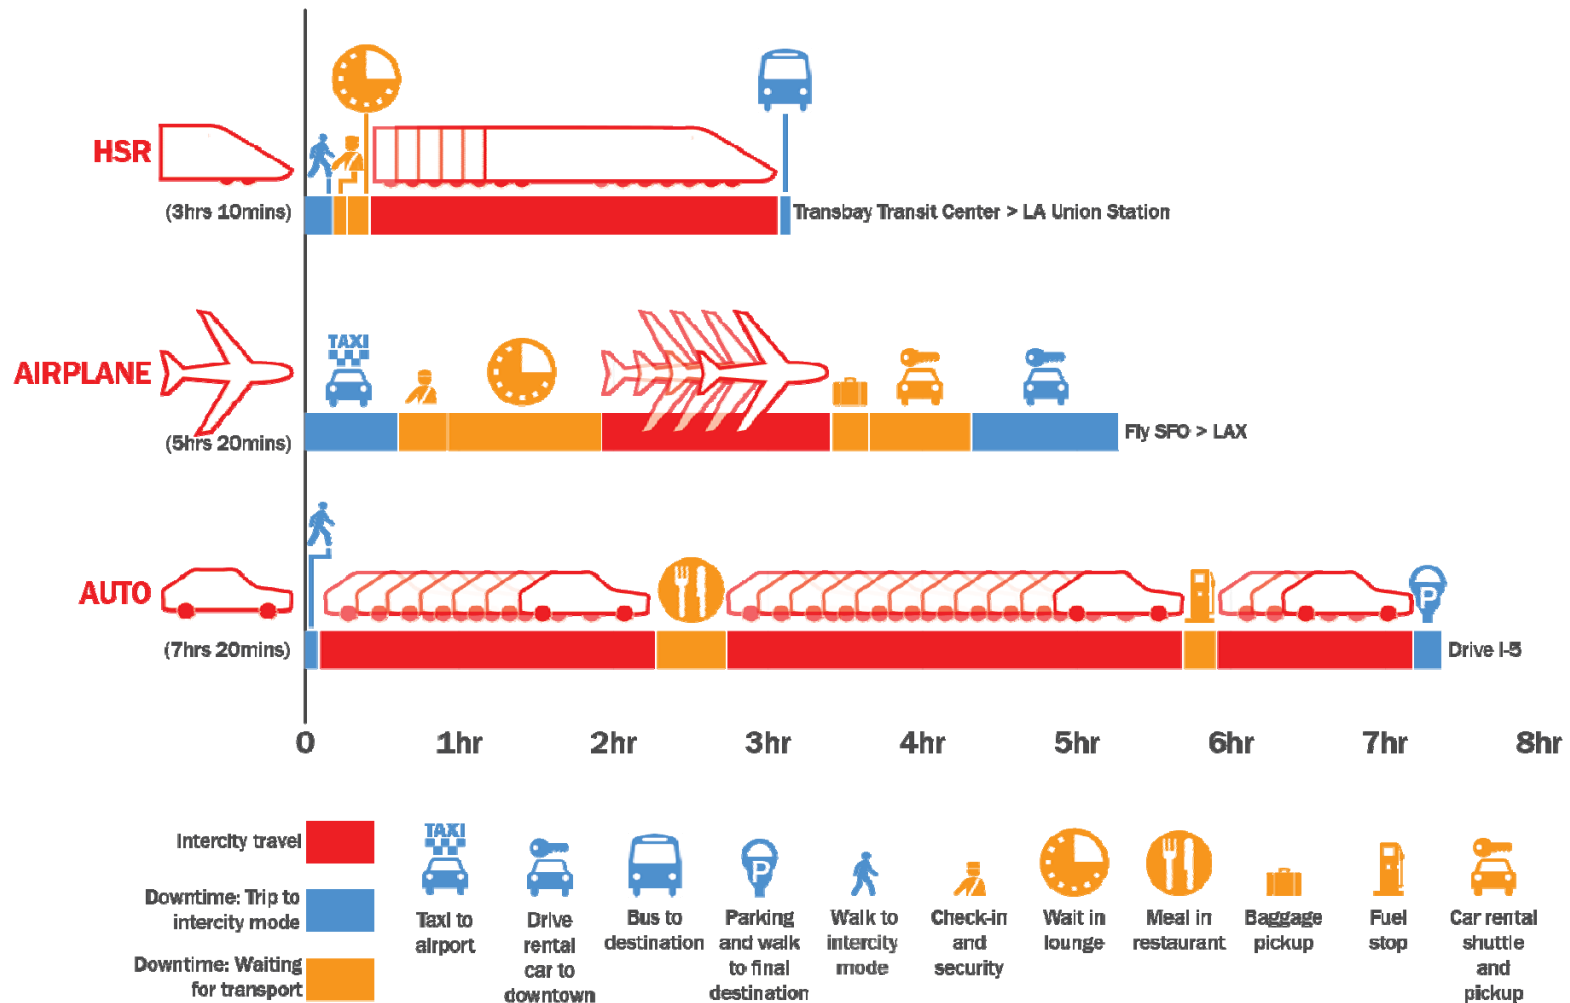 HSR
(3hrs 10mins)
Transbay Transit Center > LA Union Station
TAXI
AIRPLANE
(5hrs 20mins)
Fly SFO > LAX
AUTO
P
(7hrs 20mins)
Drive I-5
0 1hr 2hr 3hr 4hr 5hr 6hr 7hr 8hr
Intercity travel
Downtime: Trip to
intercity mode
Downtime: Waiting
for transport
TAXI
Taxi to
airport
Drive
rental
car to
downtown
Bus to
destination
P
Parking
and walk
to final
destination
Walk to
intercity
mode
Check-in
and
security
Wait in
lounge
Meal in
restaurant
Baggage
pickup
Fuel
stop
Car rental
shuttle
and
pickup